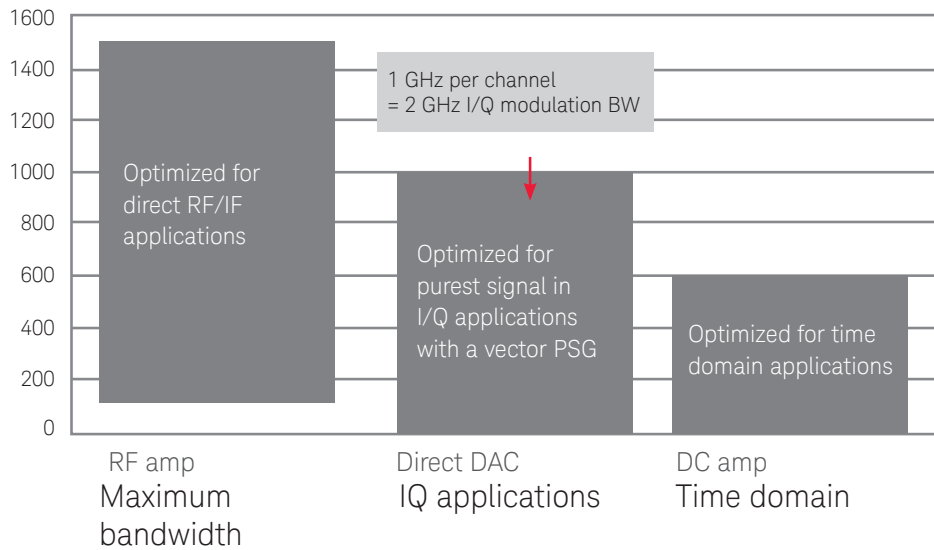 1600
1400
1200
1000
800
600
400
200
0
1 GHz per channel
= 2 GHz I/Q modulation BW
Optimized for
direct RF/IF
applications
Optimized for
purest signal in
I/Q applications
with a vector PSG
Optimized for time
domain applications
RF amp
Maximum
bandwidth
Direct DAC
IQ applications
DC amp
Time domain